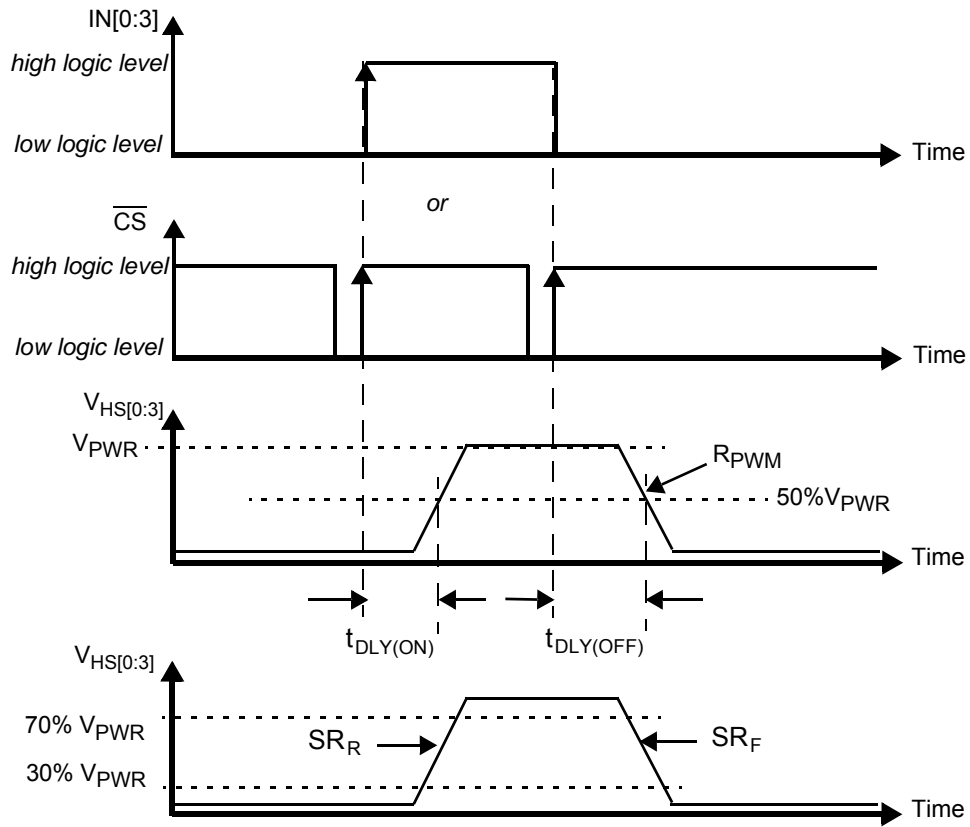 IN[0:3]
high logic level
low logic level
Time
or
CS
high logic level
low logic level
Time
VHS[0:3]
VPWR
RPWM
50%VPWR
Time
tDLY(ON)
tDLY(OFF)
VHS[0:3]
70% VPWR
SRR
SRF
30% VPWR
Time